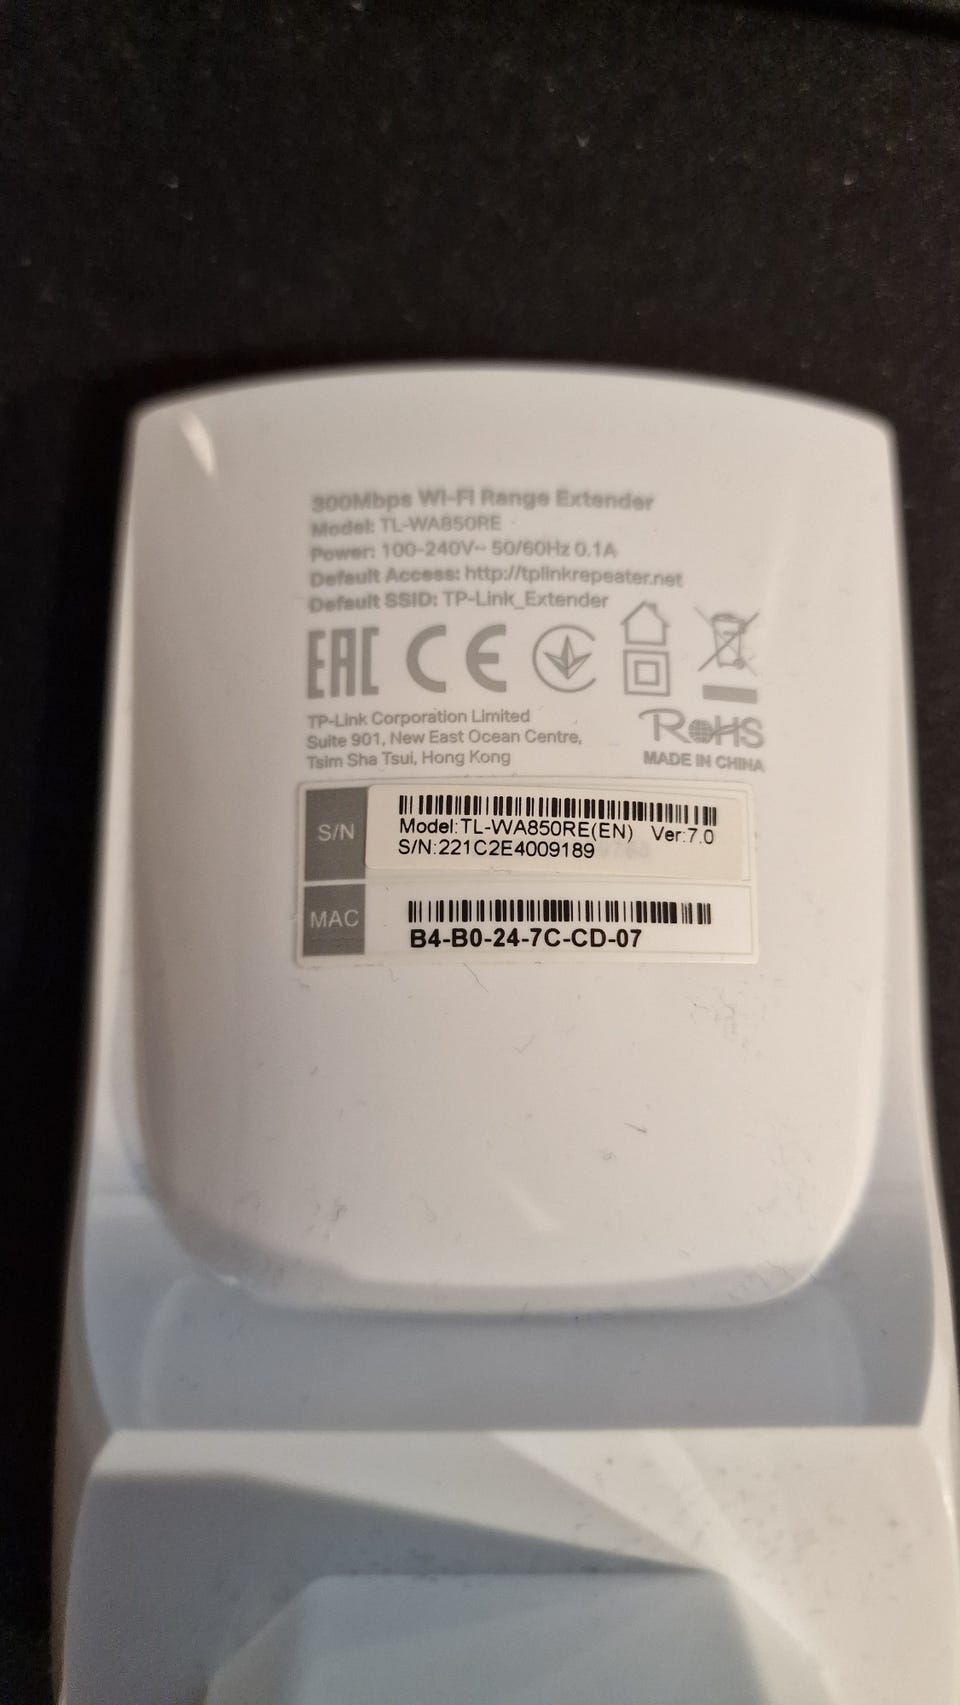 300Mbps Wi-Fi Range Extender
Model: TL-WA850RE
Power: 100-240V~ 50/60Hz 0.1A
Default Access: http://tplinkrepeater.net
Default SSID: TP-Link_Extender
EAC CE
TP-Link Corporation Limited
Suite 901, New East Ocean Centre,
Tsim Sha Tsui, Hong Kong
RoHS
MADE IN CHINA
S/N
Model:TL-WA850RE(EN) Ver:7.0
S/N:221C2E4009189
MAC
B4-B0-24-7C-CD-07